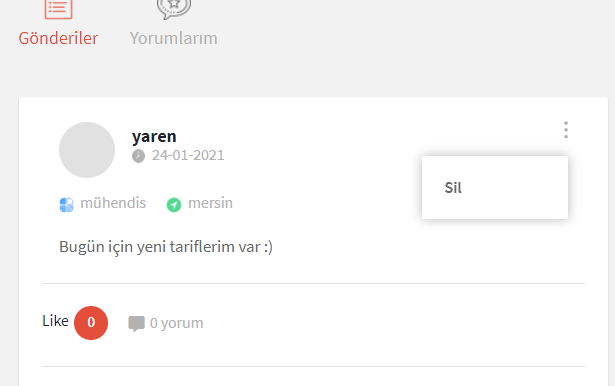 Gönderiler
Yorumlarım
yaren
24-01-2021
Sil
mühendis
mersin
Bugün için yeni tariflerim var :)
Like 0
0 yorum